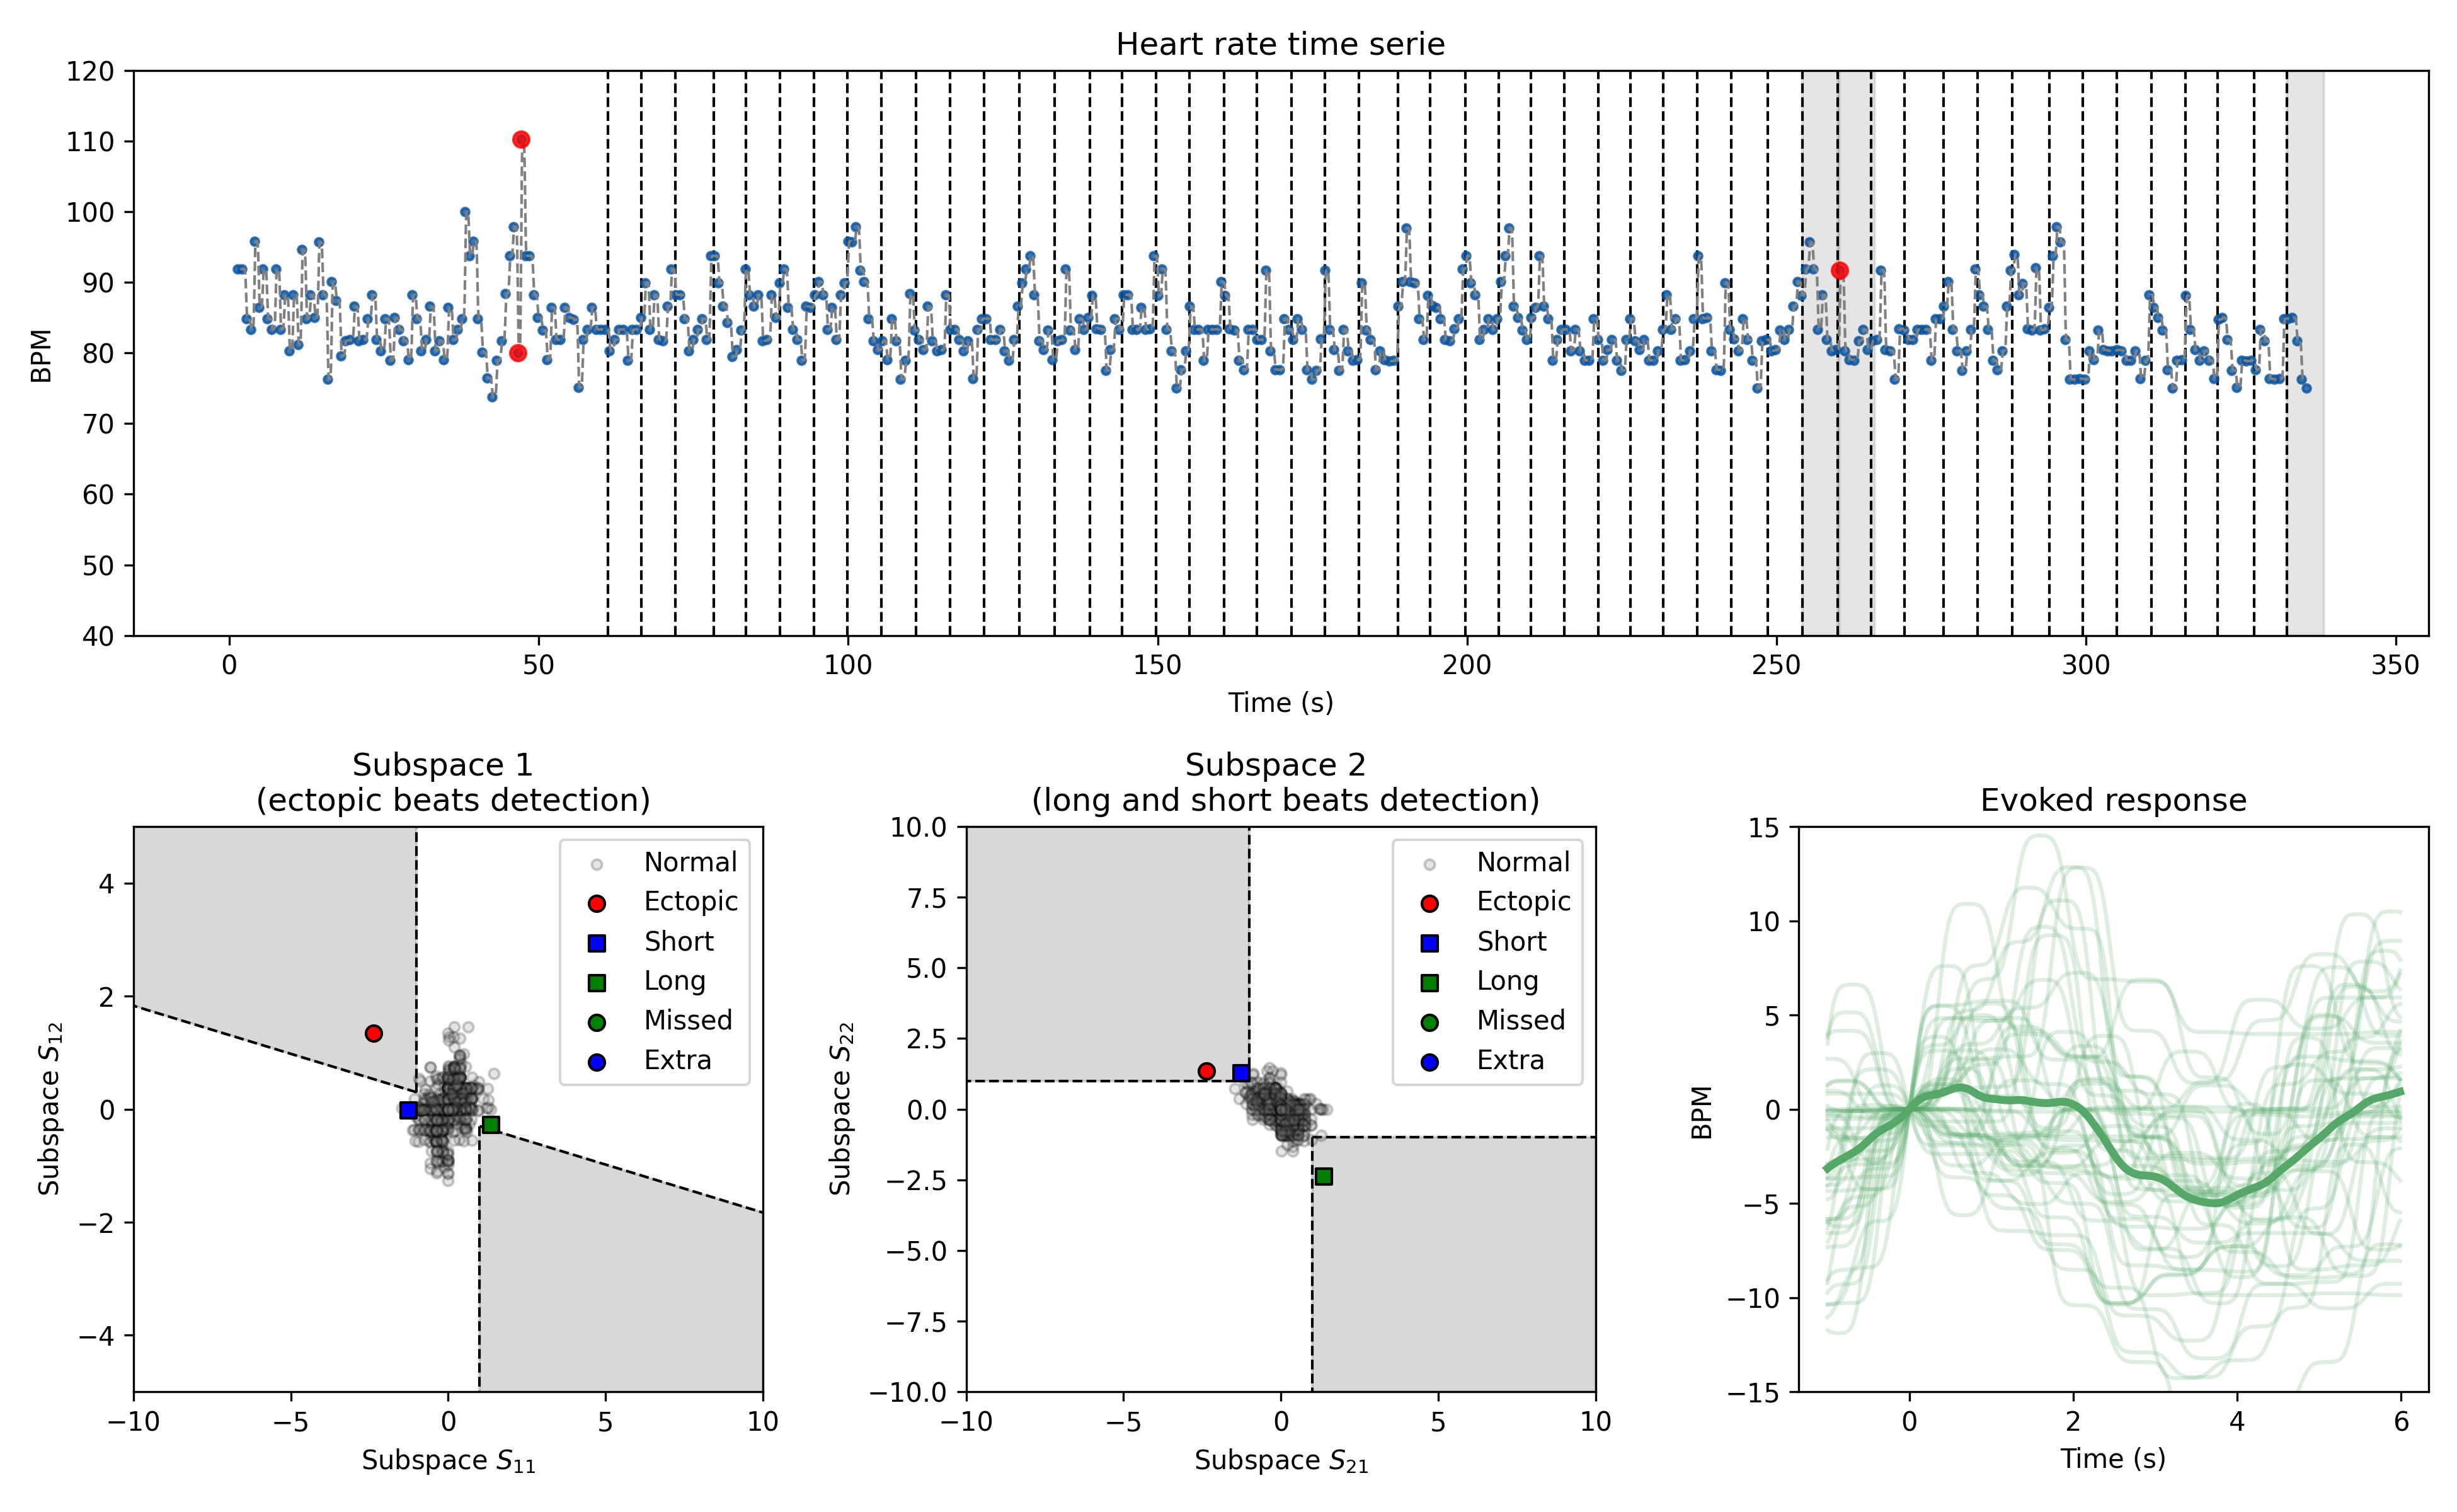 Heart rate time serie
120
110
100
90
80
70
60
50
40
BPM
0 50 100 150 200 250 300 350
Time (s)
Subspace 1
(ectopic beats detection)
4
2
0
−2
−4
Subspace S12
Normal
Ectopic
Short
Long
Missed
Extra
−10 −5 0 5 10
Subspace S11
Subspace 2
(long and short beats detection)
10.0
7.5
5.0
2.5
0.0
−2.5
−5.0
−7.5
−10.0
Subspace S22
Normal
Ectopic
Short
Long
Missed
Extra
−10 −5 0 5 10
Subspace S21
Evoked response
15
10
5
0
−5
−10
−15
BPM
0 2 4 6
Time (s)